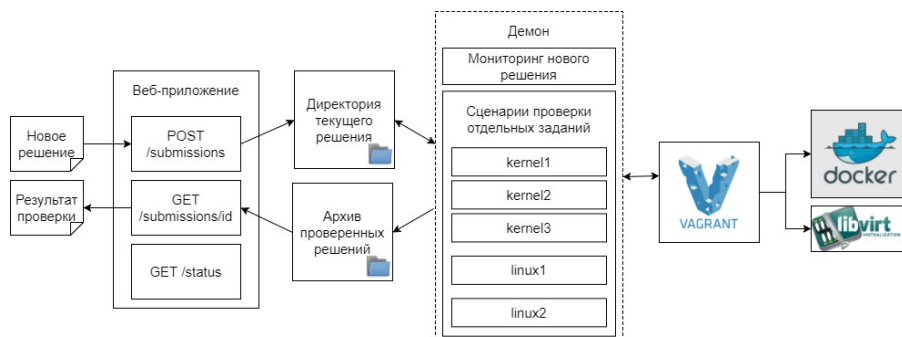 Новое
решение
Результат
проверки
Веб-приложение
POST
/submissions
GET
/submissions/id
GET /status
Директория
текущего
решения
Архив
проверенных
решений
Демон
Мониторинг нового
решения
Сценарии проверки
отдельных заданий
kernel1
kernel2
kernel3
linux1
linux2
VAGRANT
docker
libvirt
VIRTUALIZATION